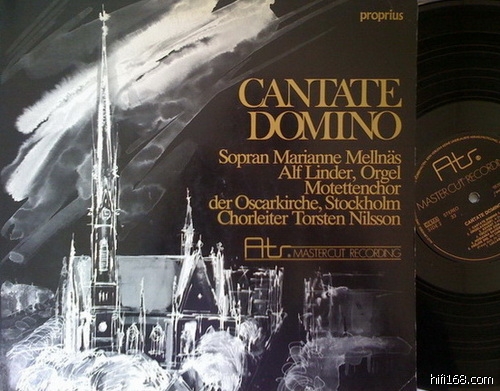 proprius
CANTATE
DOMINO
Sopran Marianne Mellnäs
Alf Linder, Orgel
Motettenchor
der Oscarkirche, Stockholm
Chorleiter Torsten Nilsson
Ats MASTERCUT RECORDING
Ats
MASTERCUT RECORDING
STEREO
CANTATE DOMINO
hifi168.com